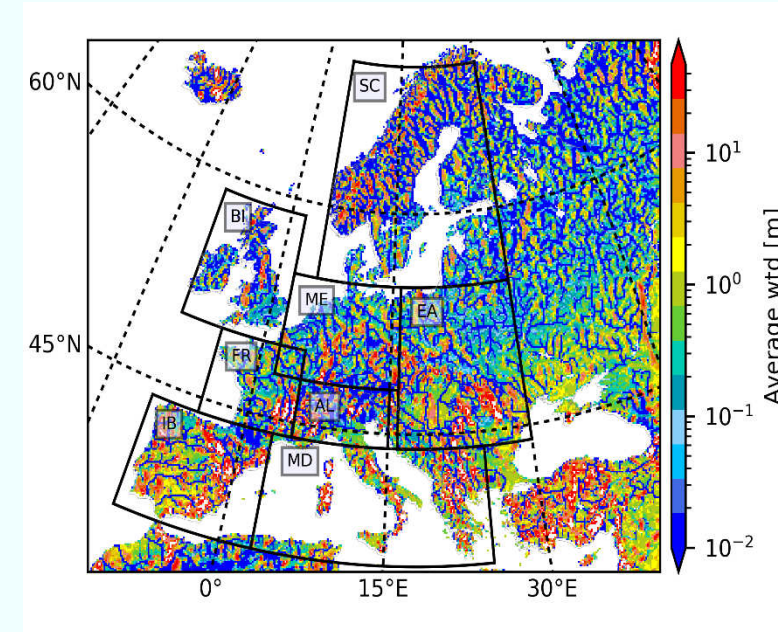 60°N
45°N
0°
15°E
30°E
SC
BI
ME
EA
FR
AL
IB
MD
10¹
10⁰
10⁻¹
10⁻²
Average wtd [m]